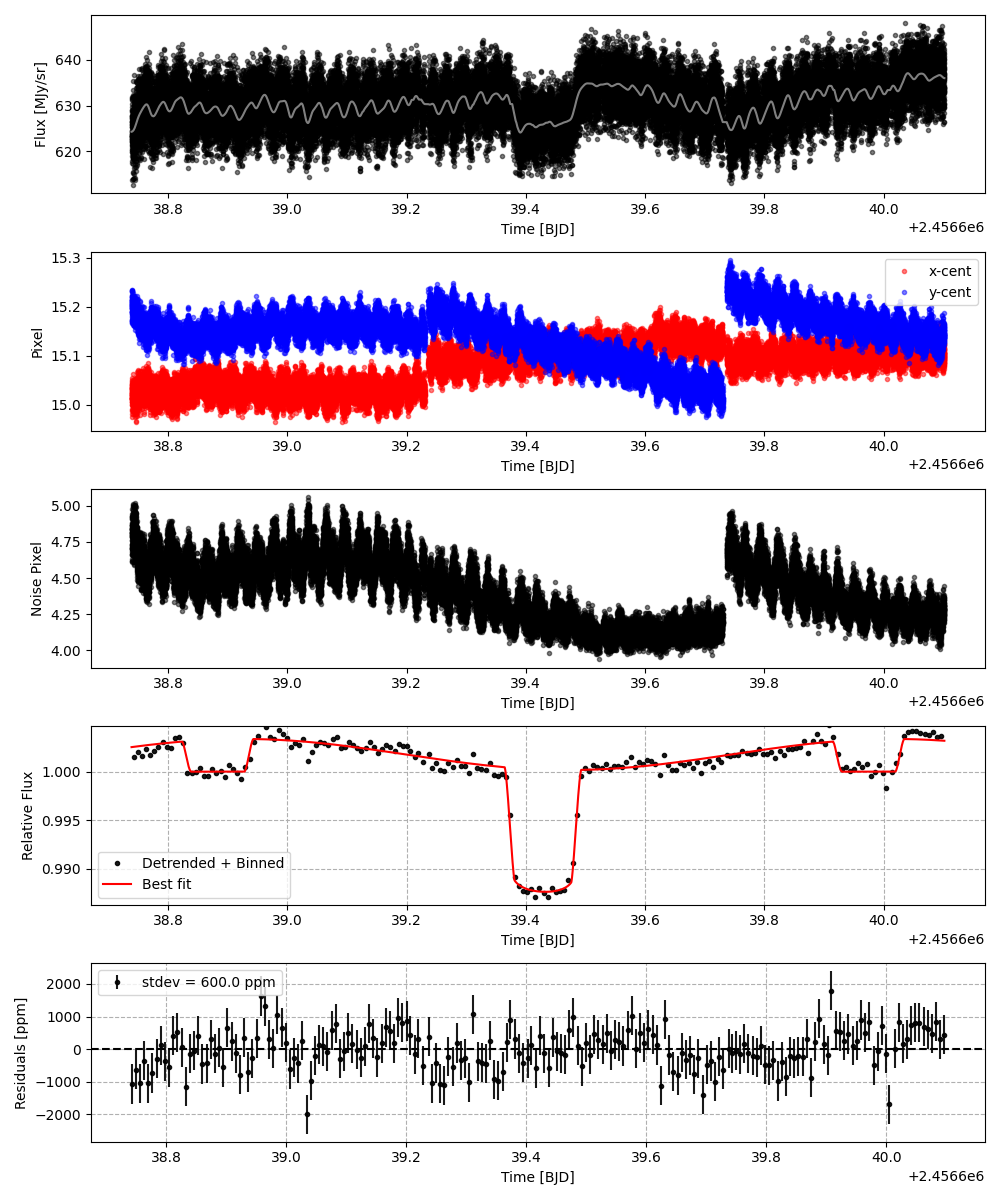 Flux [MJy/sr]
640
630
620
38.8 39.0 39.2 39.4 39.6 39.8 40.0
Time [BJD]
+2.4566e6
Pixel
15.3
15.2
15.1
15.0
x-cent
y-cent
38.8 39.0 39.2 39.4 39.6 39.8 40.0
Time [BJD]
+2.4566e6
Noise Pixel
5.00
4.75
4.50
4.25
4.00
38.8 39.0 39.2 39.4 39.6 39.8 40.0
Time [BJD]
+2.4566e6
Relative Flux
1.000
0.995
0.990
Detrended + Binned
Best fit
38.8 39.0 39.2 39.4 39.6 39.8 40.0
Time [BJD]
+2.4566e6
Residuals [ppm]
2000
1000
0
−1000
−2000
stdev = 600.0 ppm
38.8 39.0 39.2 39.4 39.6 39.8 40.0
Time [BJD]
+2.4566e6